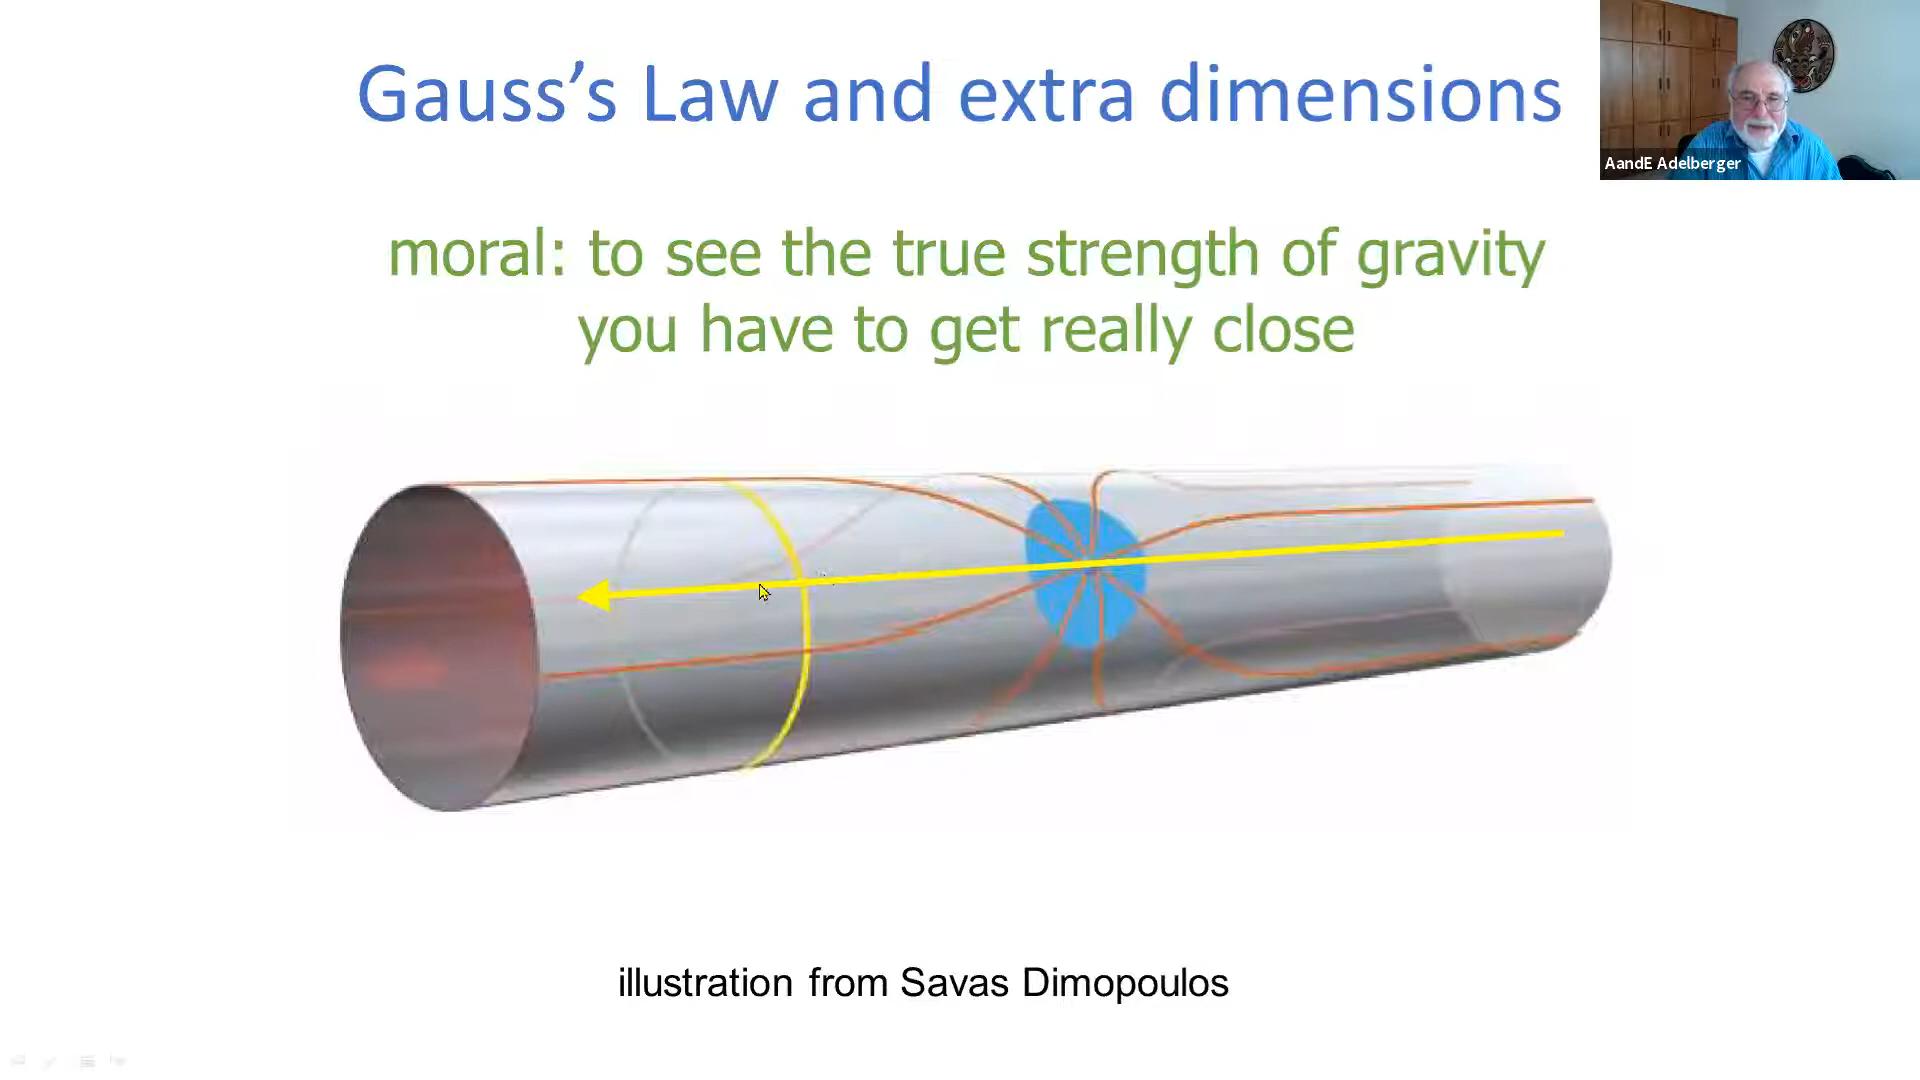 Gauss’s Law and extra dimensions
AandE Adelberger
moral: to see the true strength of gravity
you have to get really close
illustration from Savas Dimopoulos